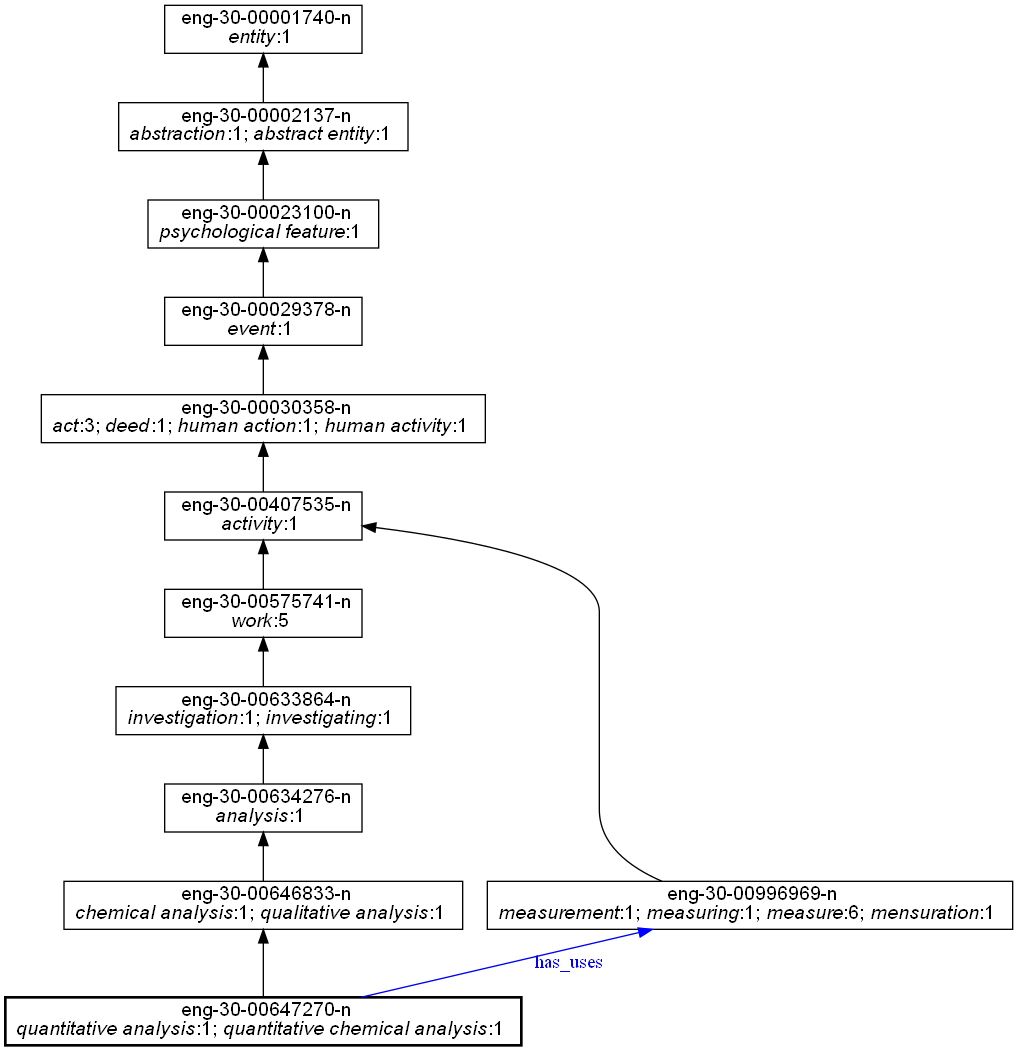 eng-30-00001740-n
entity:1
eng-30-00002137-n
abstraction:1; abstract entity:1
eng-30-00023100-n
psychological feature:1
eng-30-00029378-n
event:1
eng-30-00030358-n
act:3; deed:1; human action:1; human activity:1
eng-30-00407535-n
activity:1
eng-30-00575741-n
work:5
eng-30-00633864-n
investigation:1; investigating:1
eng-30-00634276-n
analysis:1
eng-30-00646833-n
chemical analysis:1; qualitative analysis:1
eng-30-00996969-n
measurement:1; measuring:1; measure:6; mensuration:1
has_uses
eng-30-00647270-n
quantitative analysis:1; quantitative chemical analysis:1